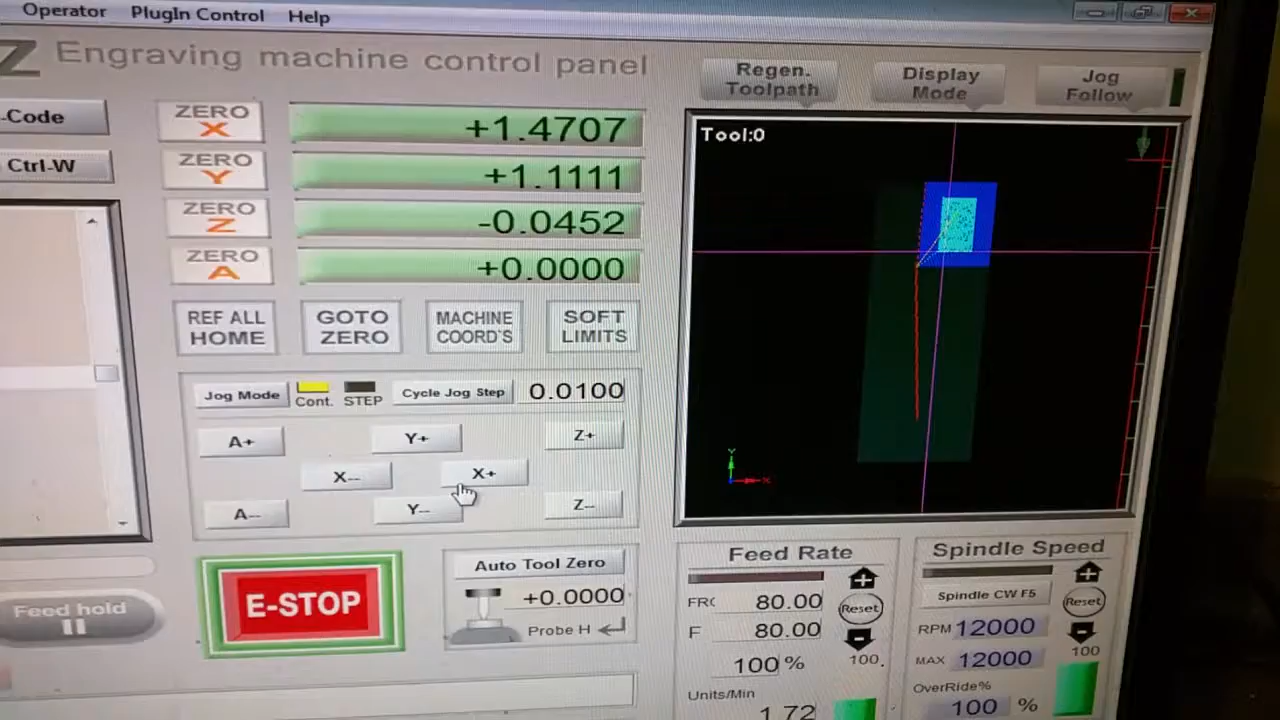 Operator PlugIn Control Help
Z Engraving machine control panel
-Code
Ctrl-W
ZERO X +1.4707
ZERO Y +1.1111
ZERO Z -0.0452
ZERO A +0.0000
REF ALL HOME
GOTO ZERO
MACHINE COORD'S
SOFT LIMITS
Jog Mode Cont. STEP Cycle Jog Step 0.0100
A+ Y+ Z+
X-- X+
A-- Y-- Z--
E-STOP
Feed hold
Auto Tool Zero
+0.0000
Probe H
Regen. Toolpath
Display Mode
Jog Follow
Tool:0
Y
X
Feed Rate
FRO 80.00 Reset
F 80.00
100 % 100.
Units/Min
1.72
Spindle Speed
Spindle CW F5 Reset
RPM 12000
MAX 12000 100
OverRide%
100 %